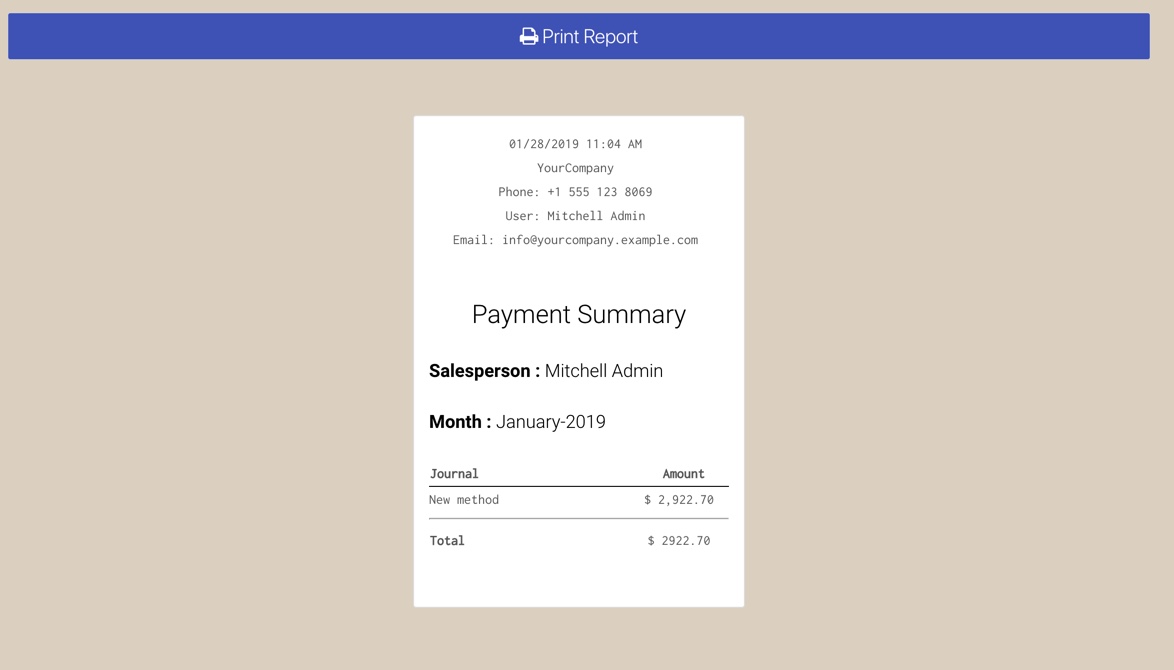 Print Report
01/28/2019 11:04 AM
YourCompany
Phone: +1 555 123 8069
User: Mitchell Admin
Email: info@yourcompany.example.com
Payment Summary
Salesperson : Mitchell Admin
Month : January-2019
Journal Amount
New method $ 2,922.70
Total $ 2922.70